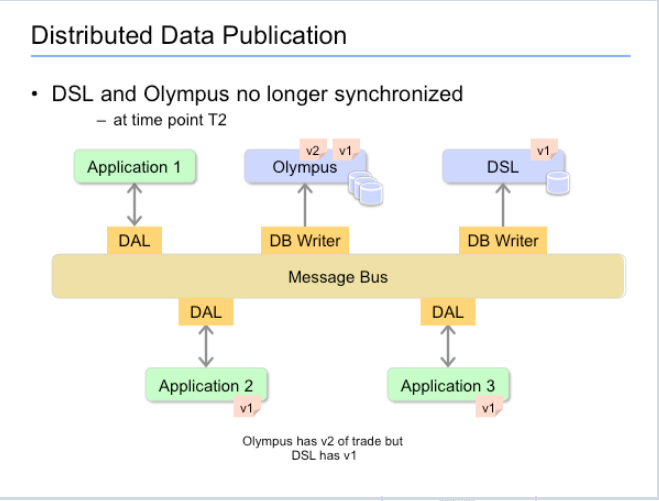 Distributed Data Publication
• DSL and Olympus no longer synchronized
– at time point T2
v2 v1 v1
Application 1 Olympus DSL
DAL DB Writer DB Writer
Message Bus
DAL DAL
Application 2 Application 3
v1 v1
Olympus has v2 of trade but
DSL has v1